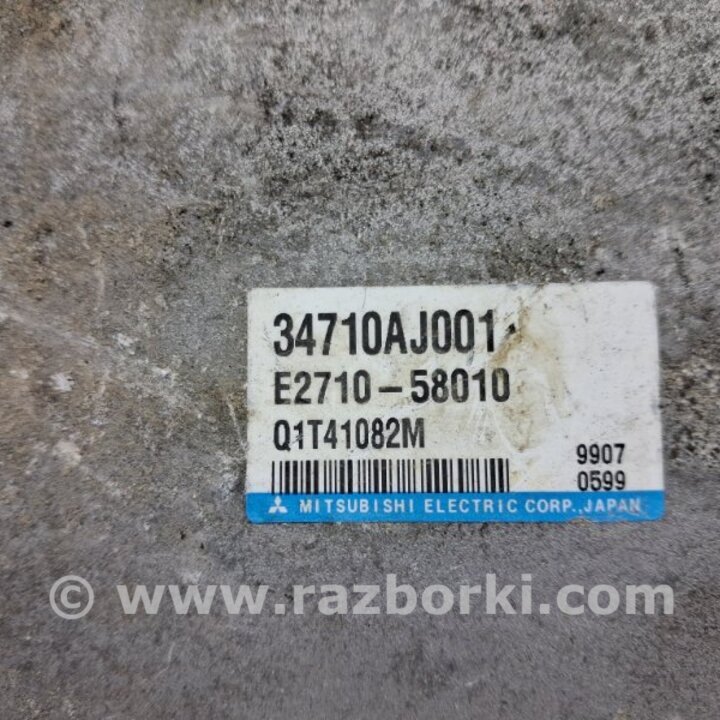 34710AJ001
E2710-58010
Q1T41082M
9907
0599
MITSUBISHI ELECTRIC CORP.,JAPAN
© www.razborki.com